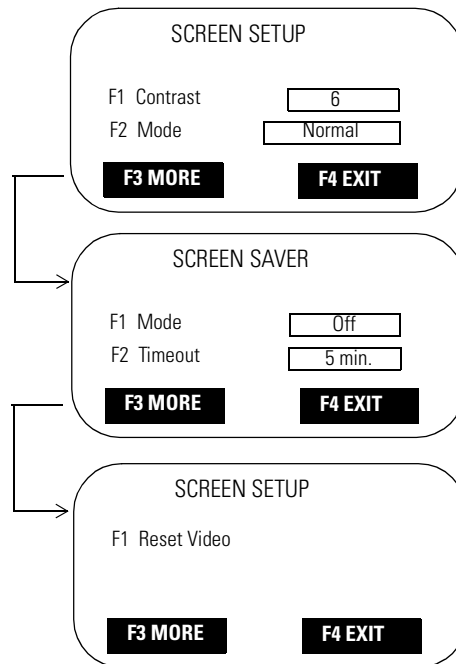 SCREEN SETUP
F1 Contrast 6
F2 Mode Normal
F3 MORE F4 EXIT
SCREEN SAVER
F1 Mode Off
F2 Timeout 5 min.
F3 MORE F4 EXIT
SCREEN SETUP
F1 Reset Video
F3 MORE F4 EXIT